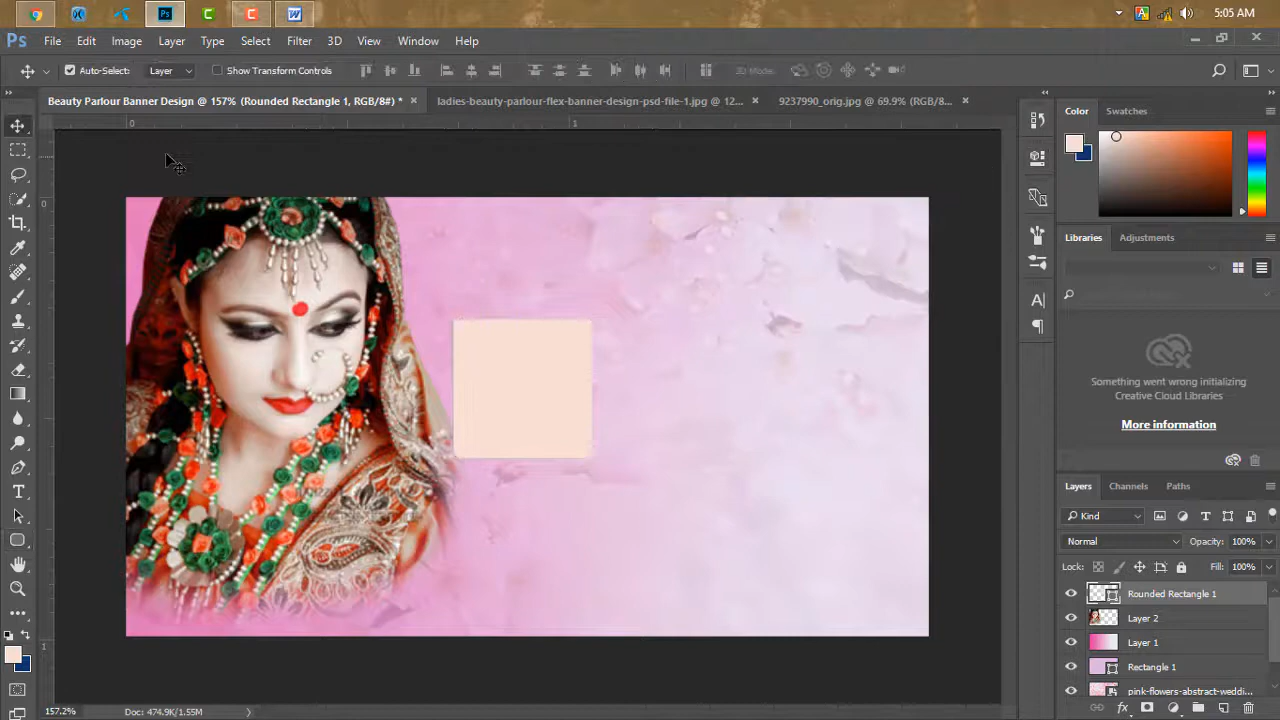 5:05 AM
Ps File Edit Image Layer Type Select Filter 3D View Window Help
Auto-Select: Layer Show Transform Controls 3D Mode:
Beauty Parlour Banner Design @ 157% (Rounded Rectangle 1, RGB/8#) * × ladies-beauty-parlour-flex-banner-design-psd-file-1.jpg @ 12... × 9237990_orig.jpg @ 69.9% (RGB/8... ×
0 1
0
1
Color Swatches
Libraries Adjustments
Something went wrong initializing
Creative Cloud Libraries
More information
Layers Channels Paths
Kind
Normal Opacity: 100%
Lock: Fill: 100%
Rounded Rectangle 1
Layer 2
Layer 1
Rectangle 1
pink-flowers-abstract-weddi...
157.2% Doc: 474.9K/1.55M